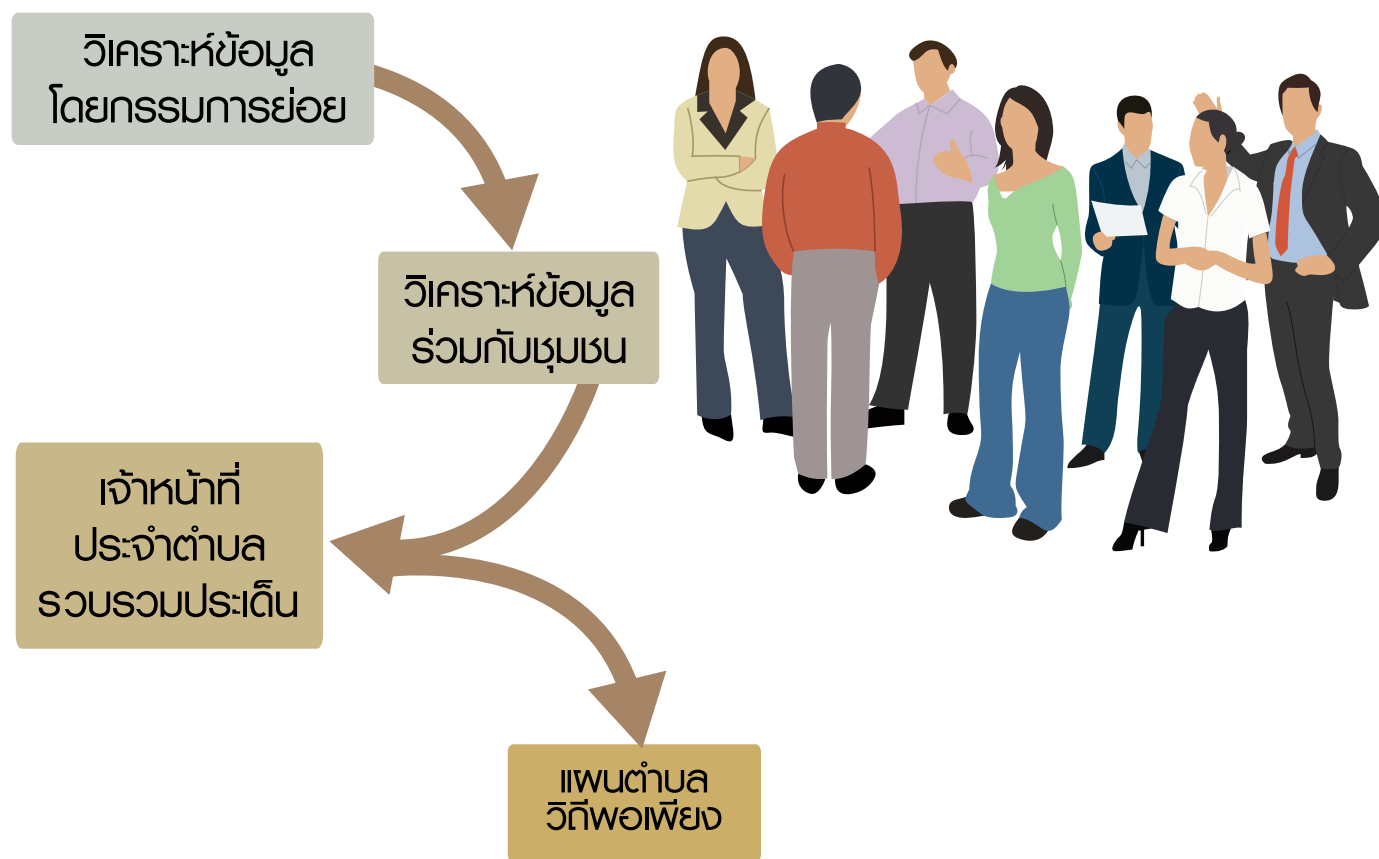 วิเคราะห์ข้อมูล
โดยกรรมการย่อย
วิเคราะห์ข้อมูล
ร่วมกับชุมชน
เจ้าหน้าที่
ประจำตำบล
รวบรวมประเด็น
แผนตำบล
วิถีพอเพียง